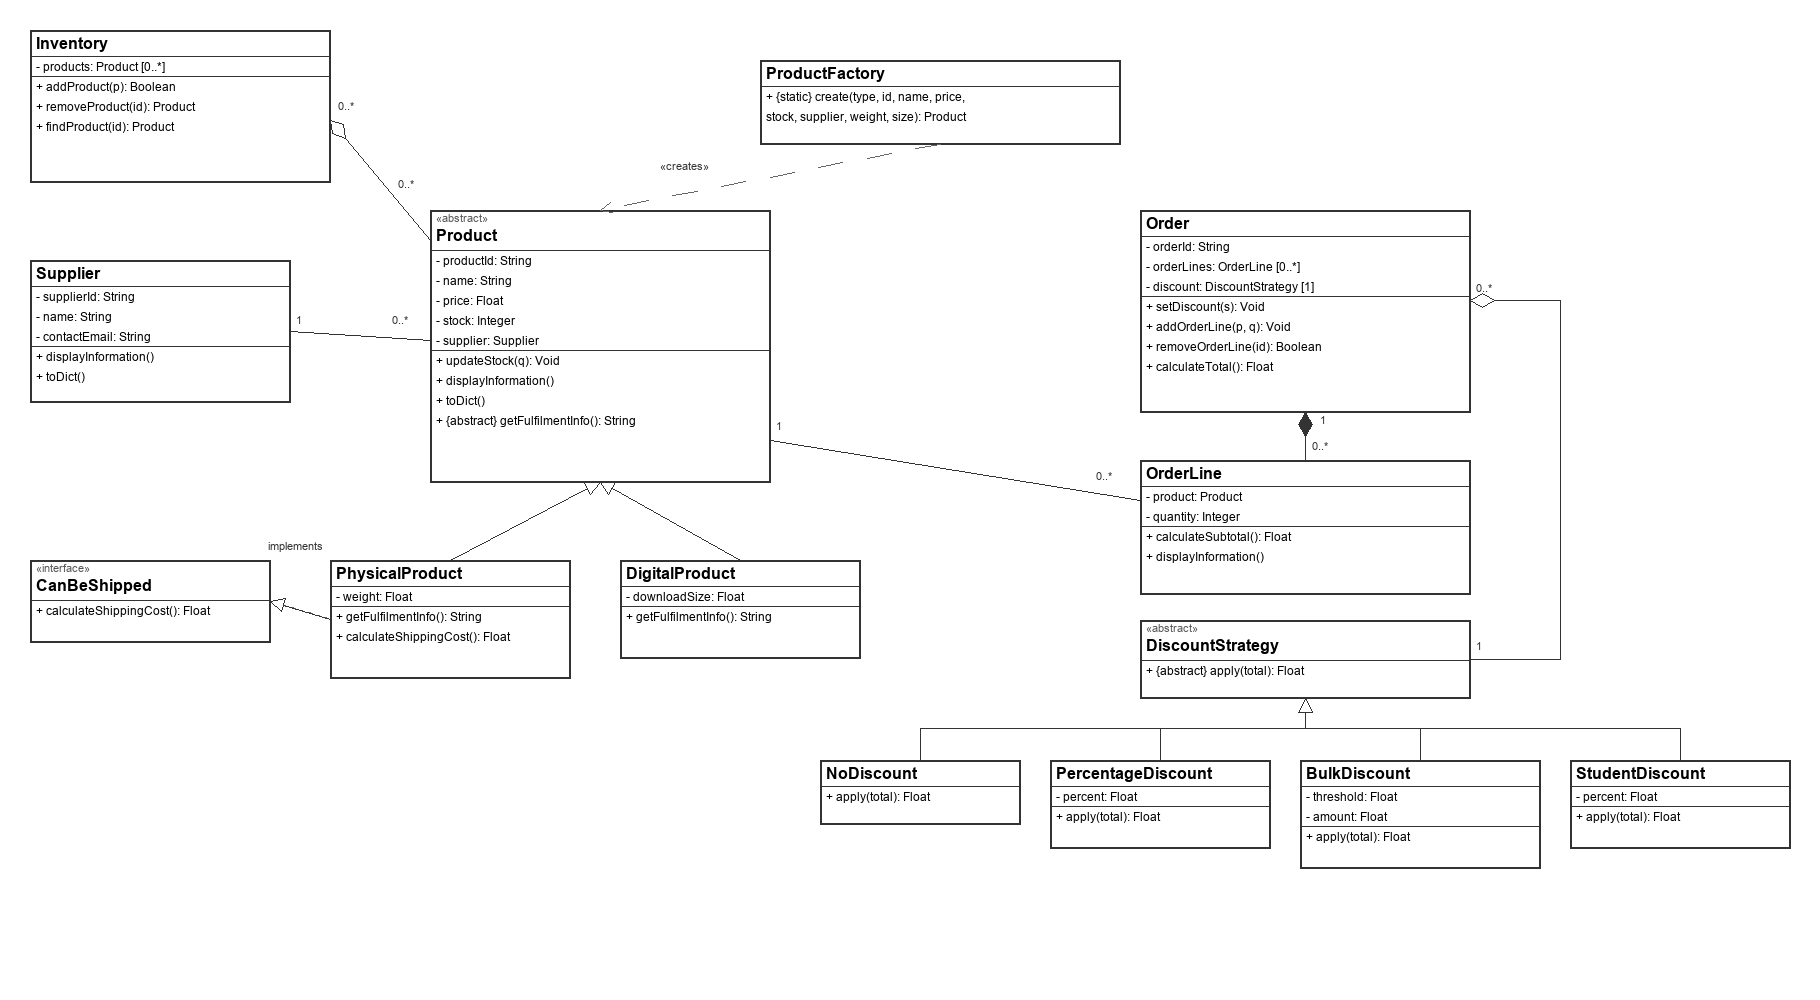 Inventory
- products: Product [0..*]
+ addProduct(p): Boolean
+ removeProduct(id): Product
+ findProduct(id): Product
0..*
0..*
ProductFactory
+ {static} create(type, id, name, price,
stock, supplier, weight, size): Product
«creates»
Supplier
- supplierId: String
- name: String
- contactEmail: String
+ displayInformation()
+ toDict()
1
0..*
«abstract»
Product
- productId: String
- name: String
- price: Float
- stock: Integer
- supplier: Supplier
+ updateStock(q): Void
+ displayInformation()
+ toDict()
+ {abstract} getFulfilmentInfo(): String
1
0..*
Order
- orderId: String
- orderLines: OrderLine [0..*]
- discount: DiscountStrategy [1]
+ setDiscount(s): Void
+ addOrderLine(p, q): Void
+ removeOrderLine(id): Boolean
+ calculateTotal(): Float
0..*
1
0..*
OrderLine
- product: Product
- quantity: Integer
+ calculateSubtotal(): Float
+ displayInformation()
implements
«interface»
CanBeShipped
+ calculateShippingCost(): Float
PhysicalProduct
- weight: Float
+ getFulfilmentInfo(): String
+ calculateShippingCost(): Float
DigitalProduct
- downloadSize: Float
+ getFulfilmentInfo(): String
«abstract»
DiscountStrategy
+ {abstract} apply(total): Float
1
NoDiscount
+ apply(total): Float
PercentageDiscount
- percent: Float
+ apply(total): Float
BulkDiscount
- threshold: Float
- amount: Float
+ apply(total): Float
StudentDiscount
- percent: Float
+ apply(total): Float